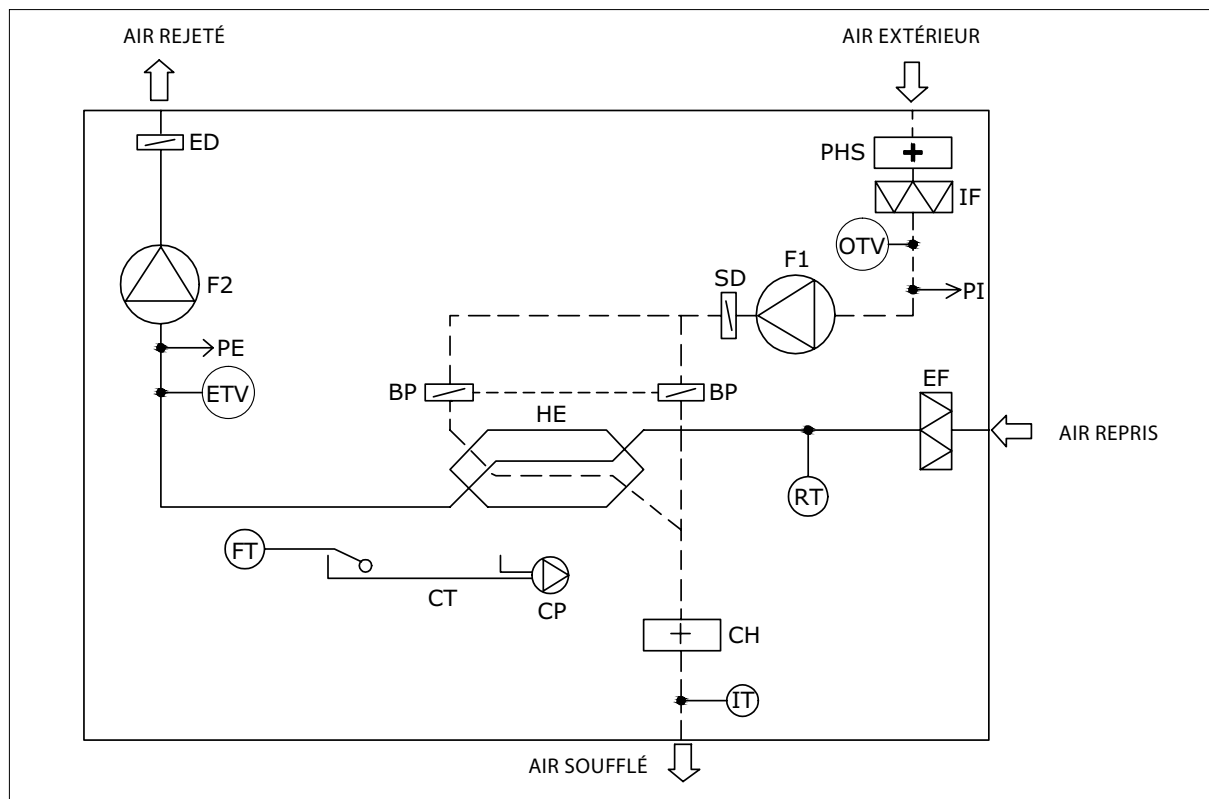 AIR REJETÉ
AIR EXTÉRIEUR
ED
PHS
IF
OTV
F1
SD
F2
PI
PE
ETV
BP
BP
EF
HE
AIR REPRIS
RT
FT
CT
CP
CH
IT
AIR SOUFFLÉ